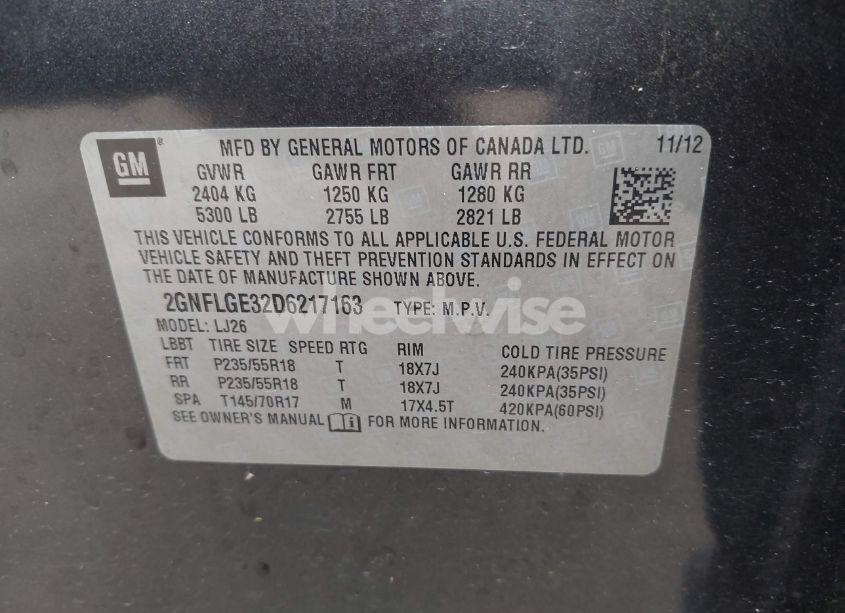 GM
MFD BY GENERAL MOTORS OF CANADA LTD. 11/12
GVWR GAWR FRT GAWR RR
2404 KG 1250 KG 1280 KG
5300 LB 2755 LB 2821 LB
THIS VEHICLE CONFORMS TO ALL APPLICABLE U.S. FEDERAL MOTOR
VEHICLE SAFETY AND THEFT PREVENTION STANDARDS IN EFFECT ON
THE DATE OF MANUFACTURE SHOWN ABOVE.
2GNFLGE32D6217163 TYPE: M.P.V.
wheelwise
MODEL: LJ26
LBBT TIRE SIZE SPEED RTG RIM COLD TIRE PRESSURE
FRT P235/55R18 T 18X7J 240KPA(35PSI)
RR P235/55R18 T 18X7J 240KPA(35PSI)
SPA T145/70R17 M 17X4.5T 420KPA(60PSI)
SEE OWNER'S MANUAL FOR MORE INFORMATION.